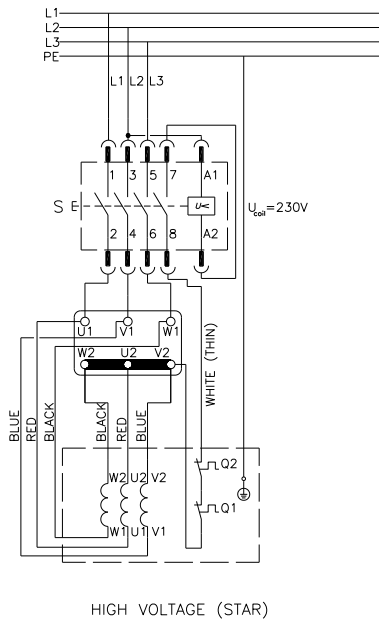 L1
L2
L3
PE
L1 L2 L3
1 3 5 7 A1
S E U<
U coil=230V
2 4 6 8 A2
U1 V1 W1
W2 U2 V2
WHITE (THIN)
BLUE RED BLACK BLACK RED BLUE
W2 U2 V2
Q2
Q1
W1 U1 V1
HIGH VOLTAGE (STAR)